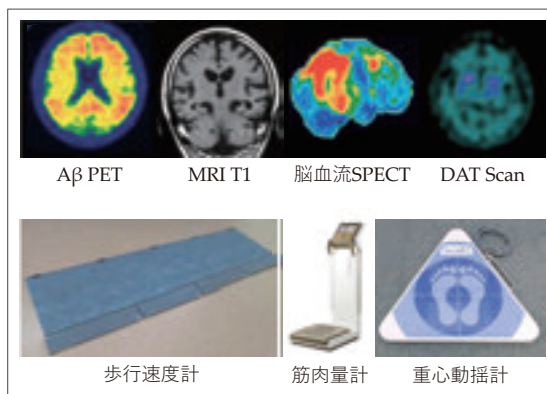 Aβ PET
MRI T1
脳血流SPECT
DAT Scan
歩行速度計
筋肉量計
重心動揺計